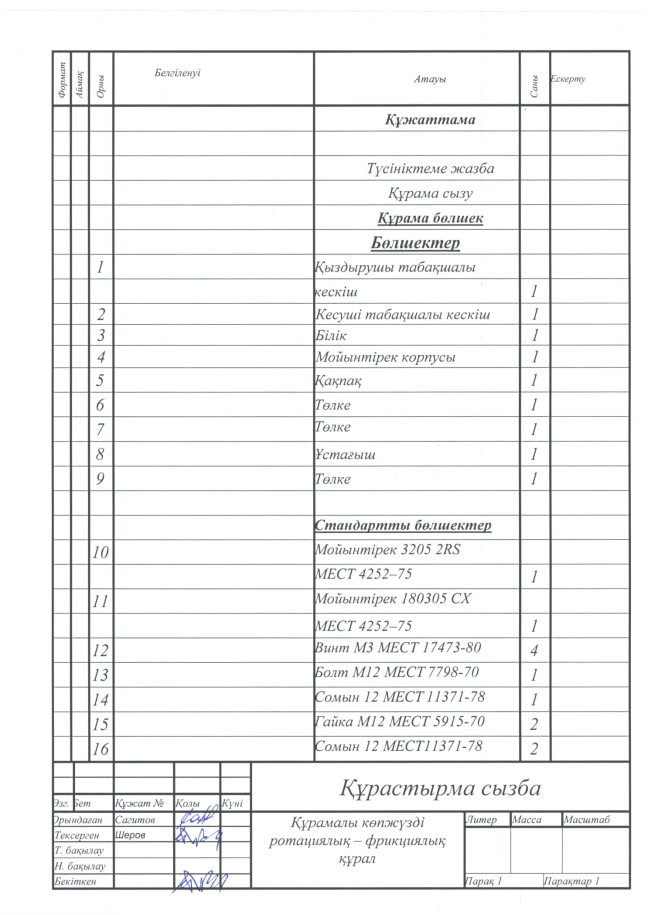 Формат Аймақ Орны Белгіленуі Атауы Саны Ескерту
Құжаттама
Түсініктеме жазба
Құрама сызу
Құрама бөлшек
Бөлшектер
1 Қыздырушы табақшалы
кескіш 1
2 Кесуші табақшалы кескіш 1
3 Білік 1
4 Мойынтірек корпусы 1
5 Қақпақ 1
6 Төлке 1
7 Төлке 1
8 Ұстағыш 1
9 Төлке 1
Стандартты бөлшектер
10 Мойынтірек 3205 2RS
МЕСТ 4252–75 1
11 Мойынтірек 180305 СХ
МЕСТ 4252–75 1
12 Винт М3 МЕСТ 17473-80 4
13 Болт М12 МЕСТ 7798-70 1
14 Сомын 12 МЕСТ 11371-78 1
15 Гайка М12 МЕСТ 5915-70 2
16 Сомын 12 МЕСТ11371-78 2
Құрастырма сызба
Өзг. Бет Құжат № Қолы Күні
Орындаған Сагитов
Тексерген Шеров
Т. бақылау
Н. бақылау
Бекіткен
Құрамалы көпжүзді
ротациялық – фрикциялық
құрал
Литер Масса Масштаб
Парақ 1 Парақтар 1